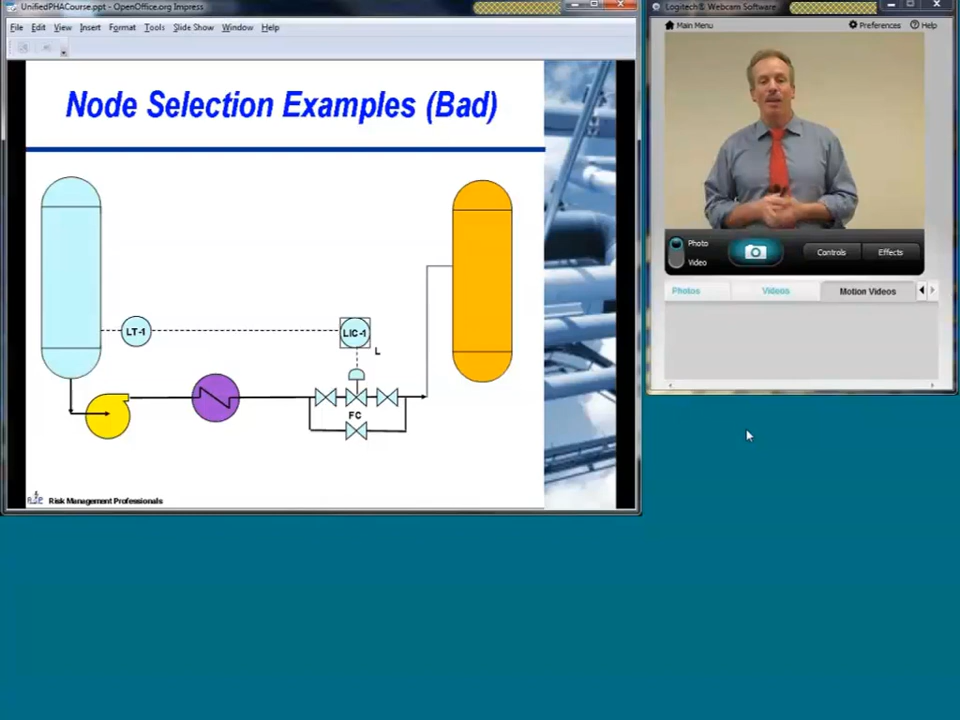 UnifiedPHACourse.ppt - OpenOffice.org Impress
File Edit View Insert Format Tools Slide Show Window Help
Node Selection Examples (Bad)
LT-1
LIC-1
L
FC
Risk Management Professionals
Logitech® Webcam Software
Main Menu
Preferences
Help
Photo
Video
Controls
Effects
Photos
Videos
Motion Videos